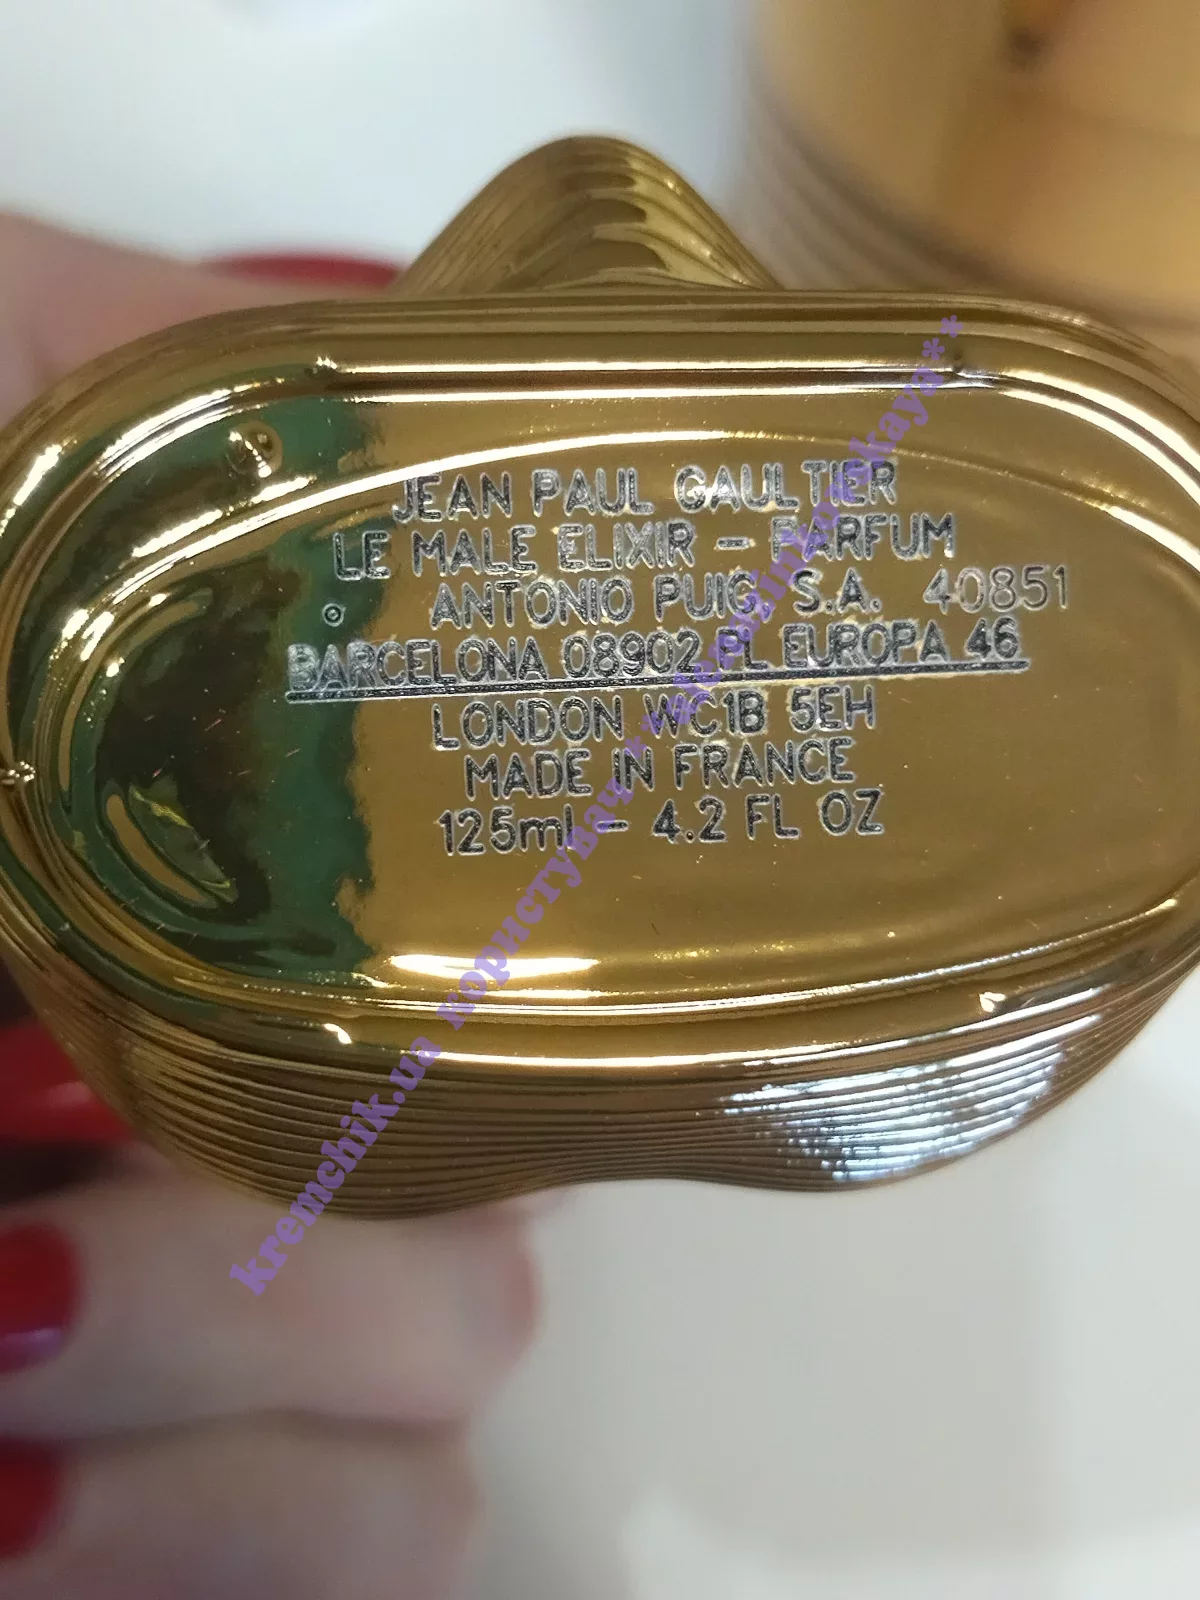 JEAN PAUL GAULTIER
LE MALE ELIXIR - PARFUM
ANTONIO PUIG, S.A. 40851
BARCELONA 08902 PL EUROPA 46
LONDON WC1B 5EH
MADE IN FRANCE
125ml - 4.2 FL OZ
kremchik.ua користувач